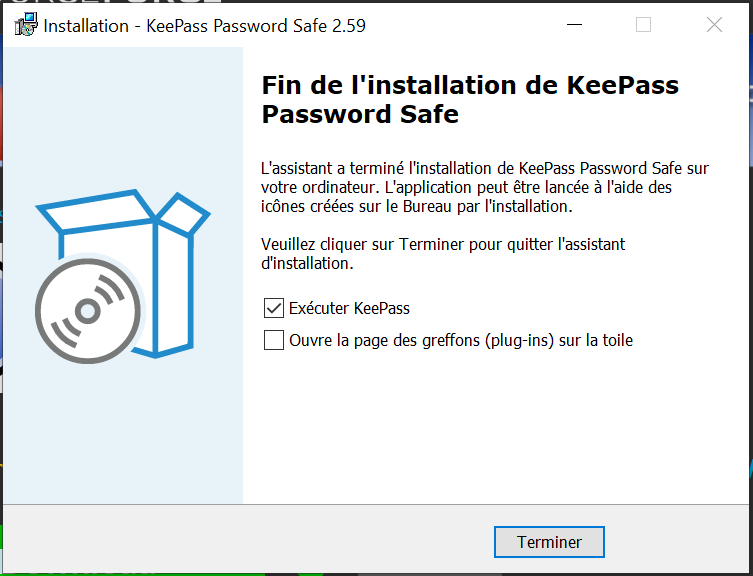 Installation - KeePass Password Safe 2.59
Fin de l'installation de KeePass
Password Safe
L'assistant a terminé l'installation de KeePass Password Safe sur
votre ordinateur. L'application peut être lancée à l'aide des
icônes créées sur le Bureau par l'installation.
Veuillez cliquer sur Terminer pour quitter l'assistant
d'installation.
Exécuter KeePass
Ouvre la page des greffons (plug-ins) sur la toile
Terminer